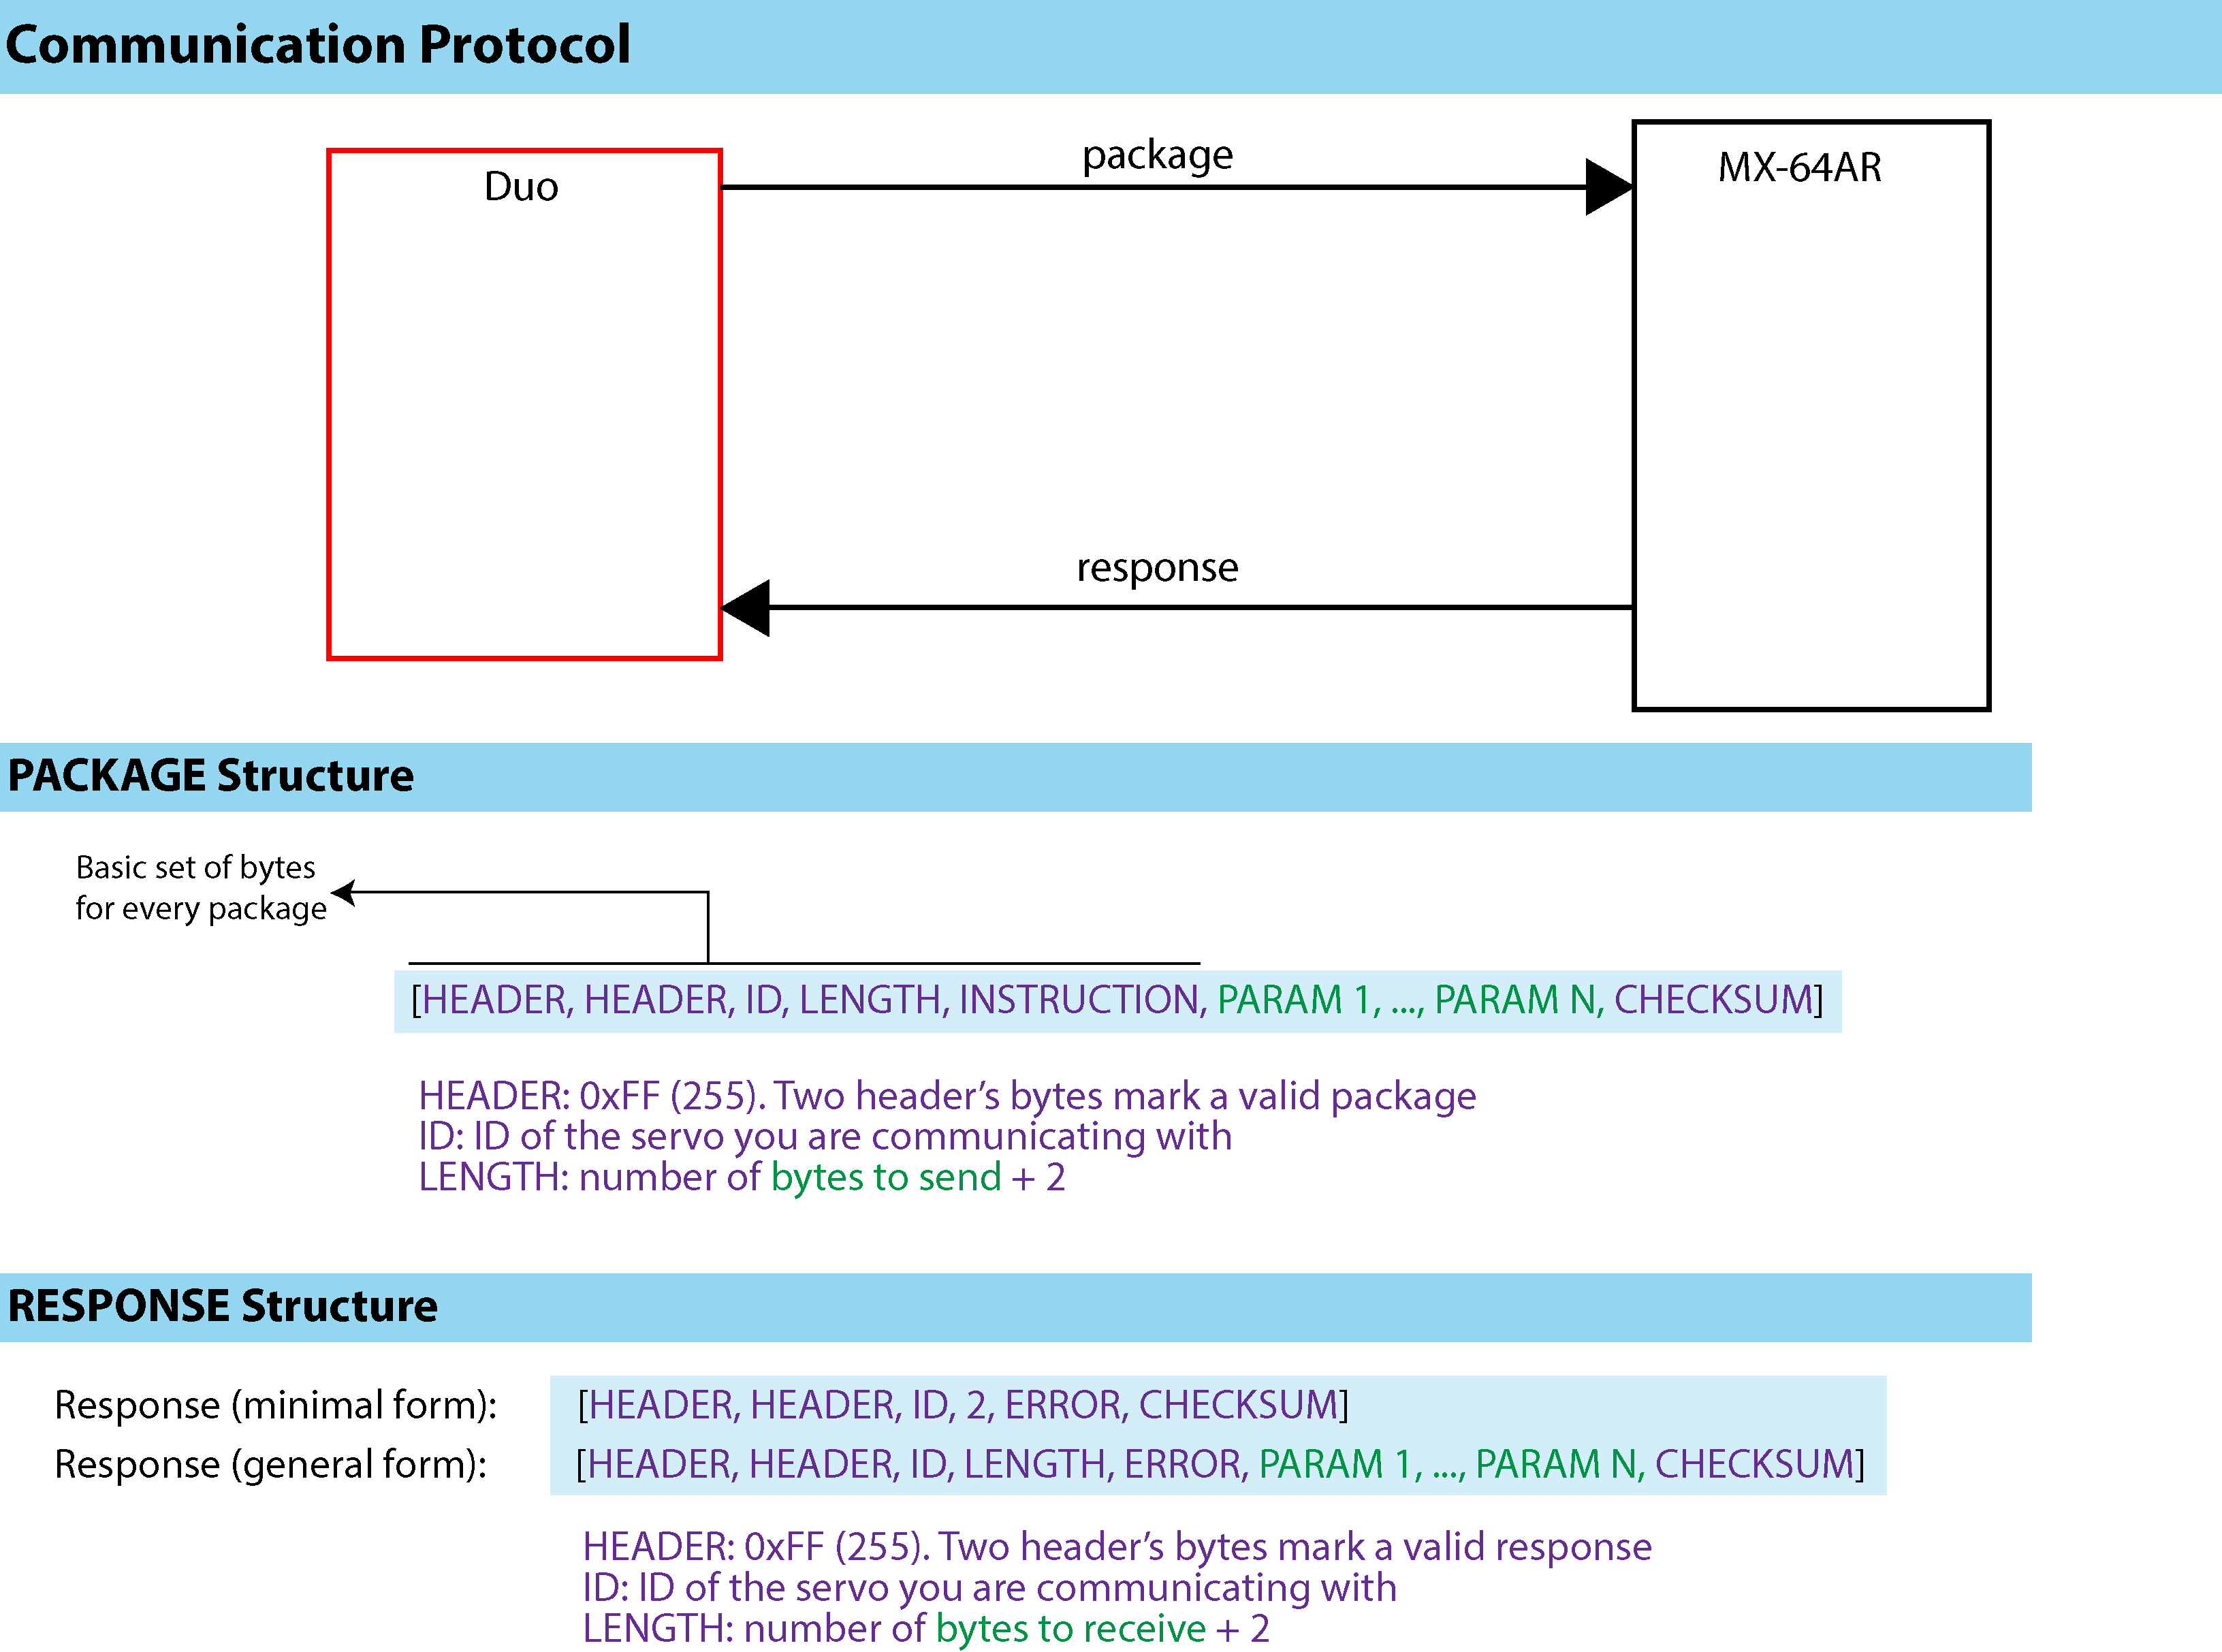 Communication Protocol
package
Duo
MX-64AR
response
PACKAGE Structure
Basic set of bytes
for every package
[HEADER, HEADER, ID, LENGTH, INSTRUCTION, PARAM 1, ..., PARAM N, CHECKSUM]
HEADER: 0xFF (255). Two header’s bytes mark a valid package
ID: ID of the servo you are communicating with
LENGTH: number of bytes to send + 2
RESPONSE Structure
Response (minimal form): [HEADER, HEADER, ID, 2, ERROR, CHECKSUM]
Response (general form): [HEADER, HEADER, ID, LENGTH, ERROR, PARAM 1, ..., PARAM N, CHECKSUM]
HEADER: 0xFF (255). Two header’s bytes mark a valid response
ID: ID of the servo you are communicating with
LENGTH: number of bytes to receive + 2